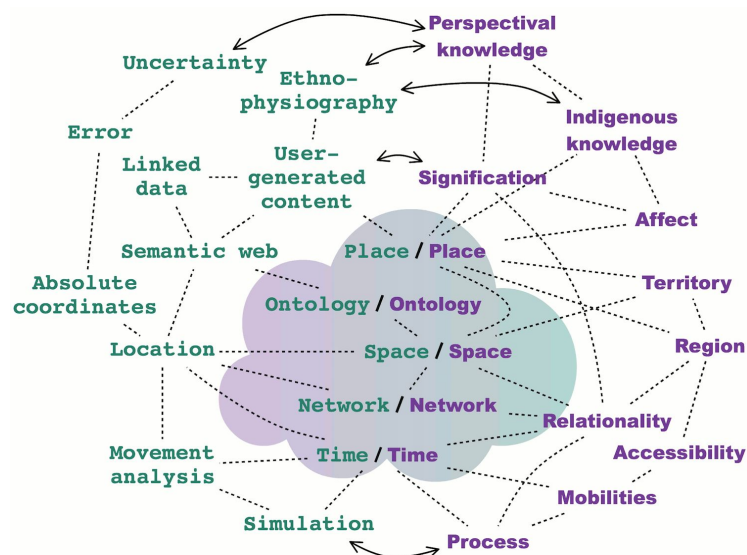 Perspectival
knowledge
Uncertainty
Ethno-
physiography
Indigenous
knowledge
Error
User-
generated
content
Linked
data
Signification
Affect
Semantic web
Place / Place
Absolute
coordinates
Territory
Ontology / Ontology
Location
Space / Space
Region
Network / Network
Relationality
Movement
analysis
Time / Time
Accessibility
Mobilities
Simulation
Process